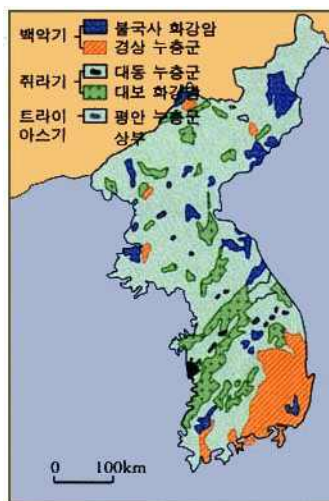 백악기 불국사 화강암
경상 누층군
쥐라기 대동 누층군
대보 화강암
트라이 평안 누층군
아스기 상부
0 100km